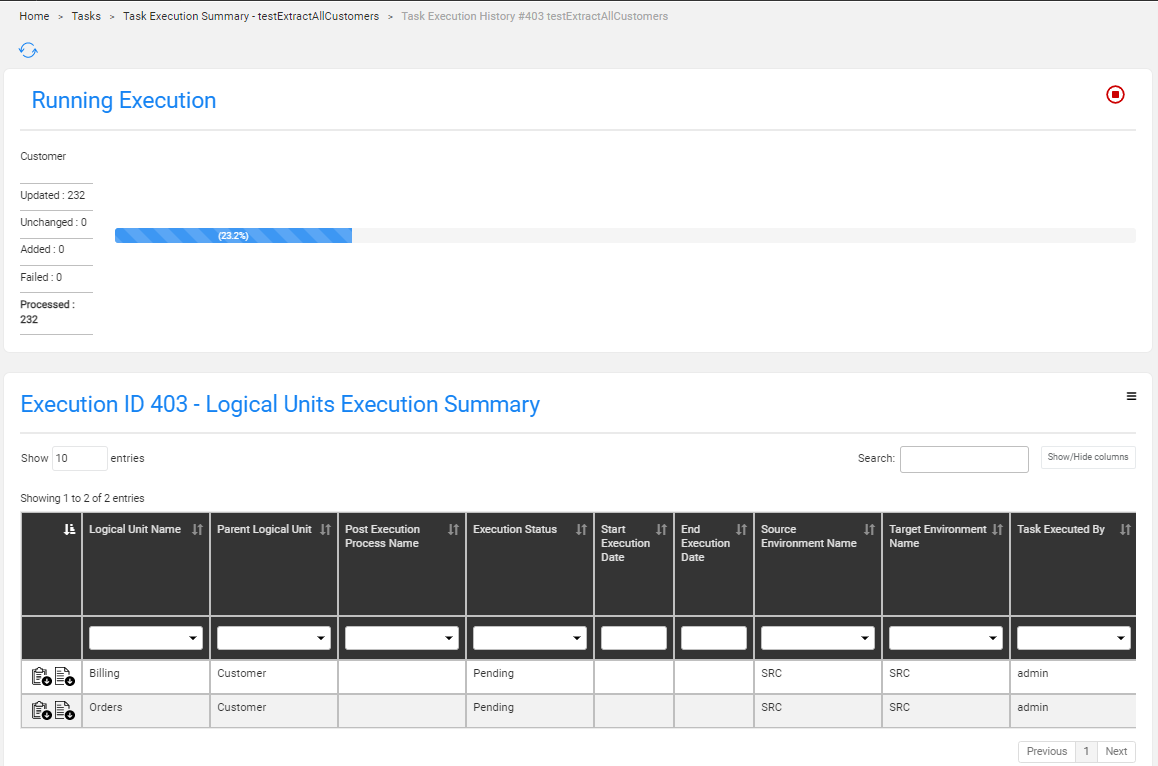 Home > Tasks > Task Execution Summary - testExtractAllCustomers > Task Execution History #403 testExtractAllCustomers
Running Execution
Customer
Updated : 232
Unchanged : 0
Added : 0
Failed : 0
Processed :
232
(23.2%)
Execution ID 403 - Logical Units Execution Summary
Show 10 entries
Search:
Show/Hide columns
Showing 1 to 2 of 2 entries
Logical Unit Name
Parent Logical Unit
Post Execution
Process Name
Execution Status
Start
Execution
Date
End
Execution
Date
Source
Environment Name
Target Environment
Name
Task Executed By
Billing Customer Pending SRC SRC admin
Orders Customer Pending SRC SRC admin
Previous 1 Next